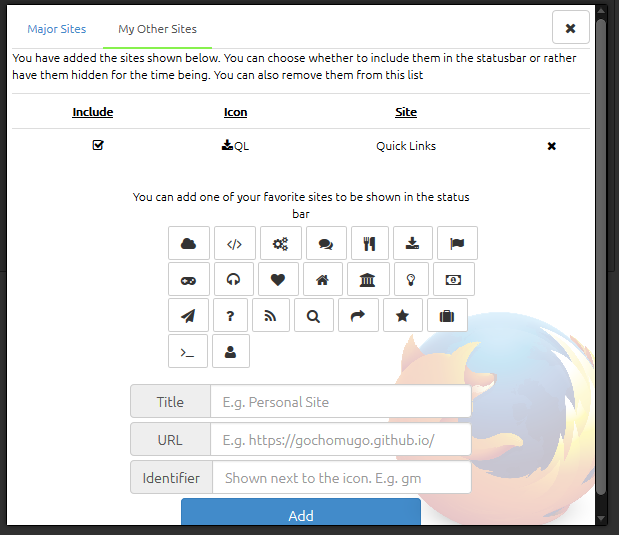 Major Sites My Other Sites
You have added the sites shown below. You can choose whether to include them in the statusbar or rather
have them hidden for the time being. You can also remove them from this list
Include Icon Site
QL Quick Links
You can add one of your favorite sites to be shown in the status
bar
Title E.g. Personal Site
URL E.g. https://gochomugo.github.io/
Identifier Shown next to the icon. E.g. gm
Add